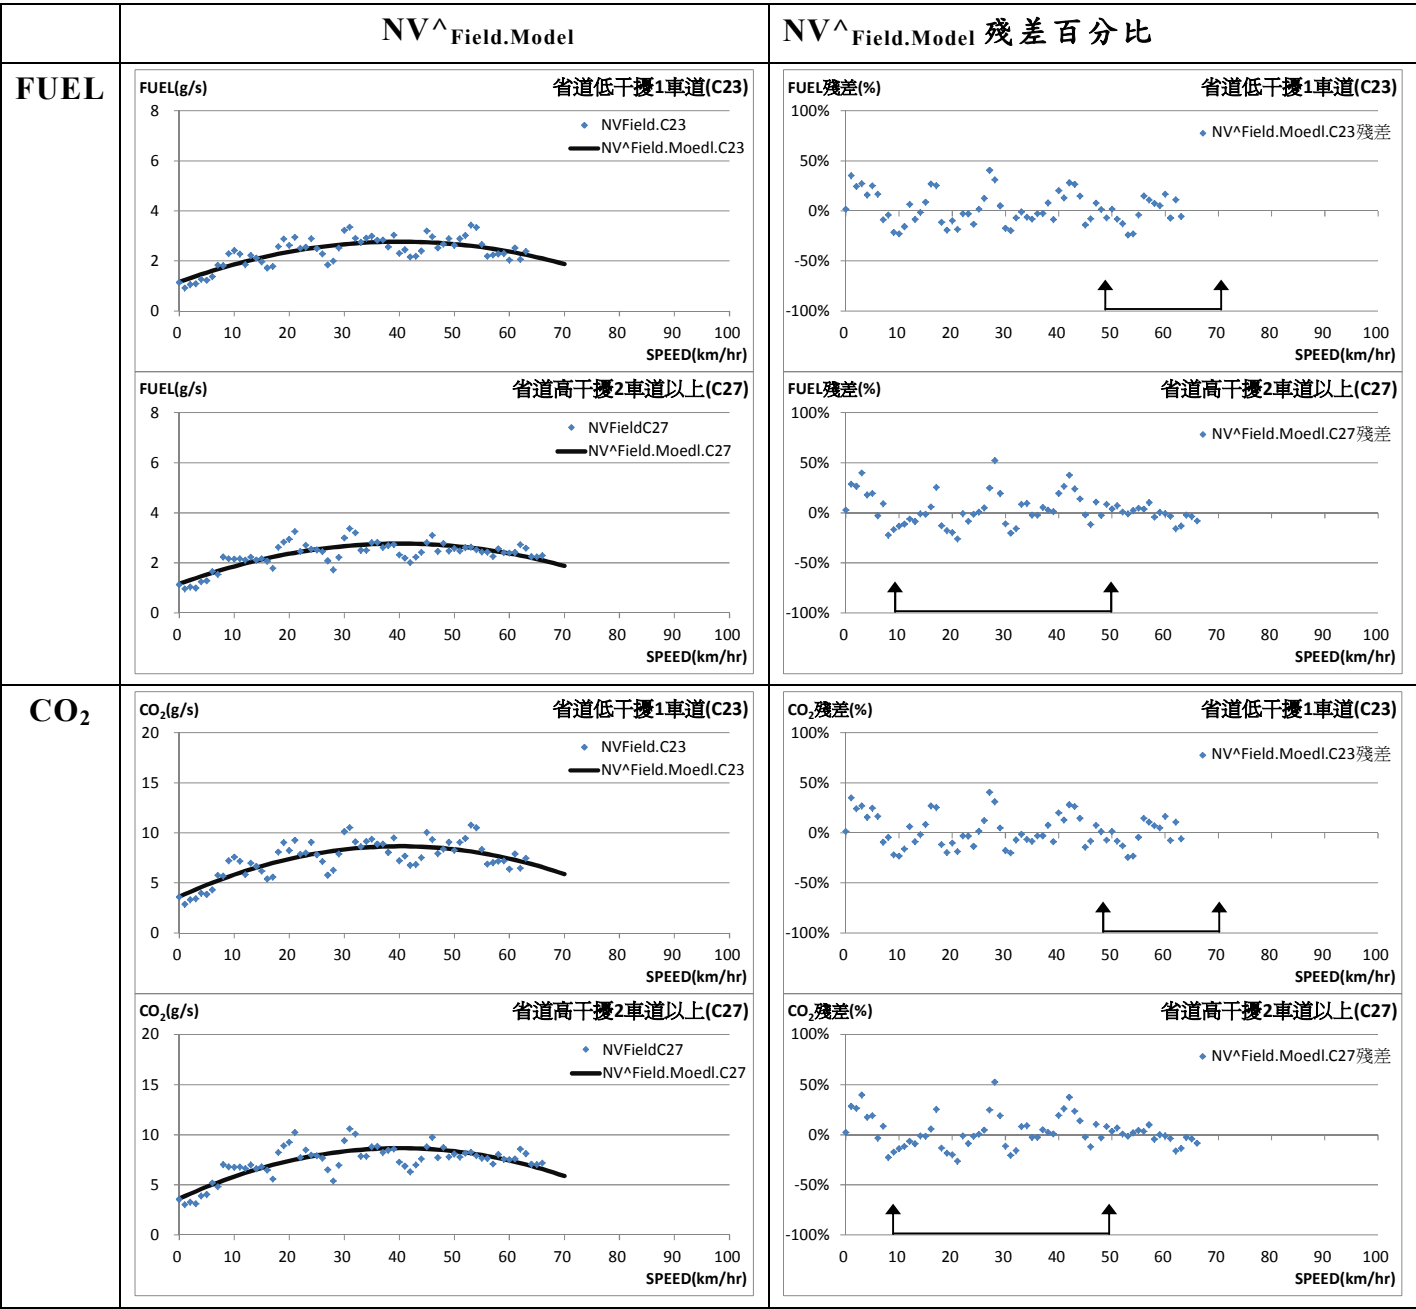 NV^Field.Model
NV^Field.Model 殘差百分比
FUEL
FUEL(g/s)
省道低干擾1車道(C23)
NVField.C23
NV^Field.Moedl.C23
8
6
4
2
0
0 10 20 30 40 50 60 70 80 90 100
SPEED(km/hr)
FUEL殘差(%)
省道低干擾1車道(C23)
NV^Field.Moedl.C23殘差
100%
50%
0%
-50%
-100%
0 10 20 30 40 50 60 70 80 90 100
SPEED(km/hr)
FUEL(g/s)
省道高干擾2車道以上(C27)
NVFieldC27
NV^Field.Moedl.C27
8
6
4
2
0
0 10 20 30 40 50 60 70 80 90 100
SPEED(km/hr)
FUEL殘差(%)
省道高干擾2車道以上(C27)
NV^Field.Moedl.C27殘差
100%
50%
0%
-50%
-100%
0 10 20 30 40 50 60 70 80 90 100
SPEED(km/hr)
CO2
CO2(g/s)
省道低干擾1車道(C23)
NVField.C23
NV^Field.Moedl.C23
20
15
10
5
0
0 10 20 30 40 50 60 70 80 90 100
SPEED(km/hr)
CO2殘差(%)
省道低干擾1車道(C23)
NV^Field.Moedl.C23殘差
100%
50%
0%
-50%
-100%
0 10 20 30 40 50 60 70 80 90 100
SPEED(km/hr)
CO2(g/s)
省道高干擾2車道以上(C27)
NVFieldC27
NV^Field.Moedl.C27
20
15
10
5
0
0 10 20 30 40 50 60 70 80 90 100
SPEED(km/hr)
CO2殘差(%)
省道高干擾2車道以上(C27)
NV^Field.Moedl.C27殘差
100%
50%
0%
-50%
-100%
0 10 20 30 40 50 60 70 80 90 100
SPEED(km/hr)